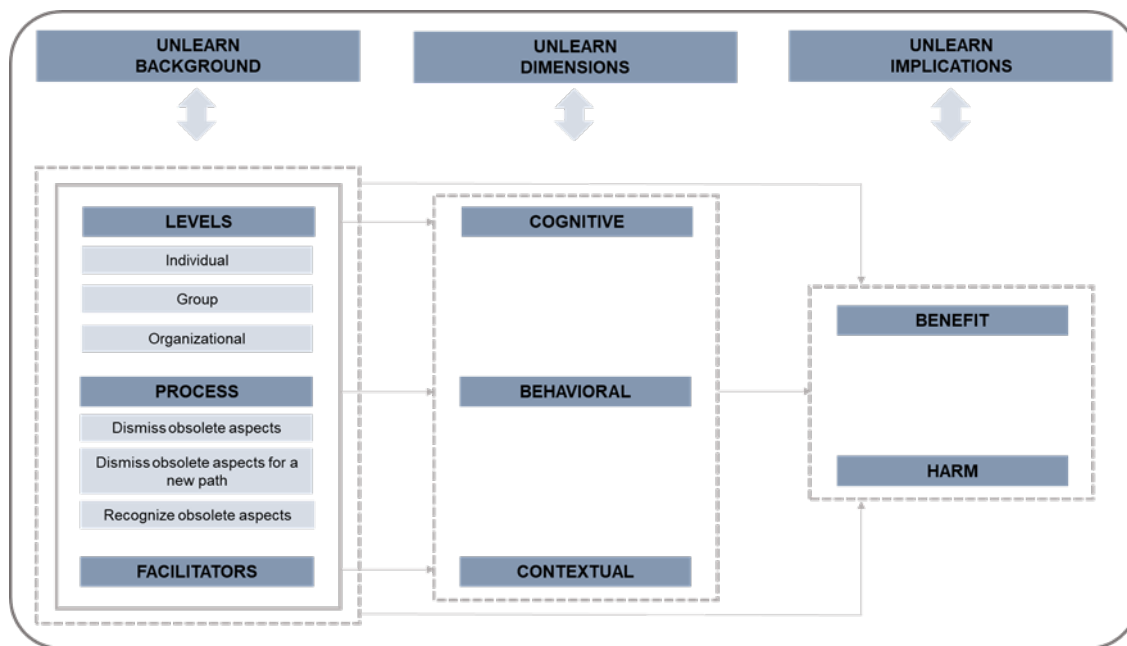 UNLEARN
BACKGROUND
UNLEARN
DIMENSIONS
UNLEARN
IMPLICATIONS
LEVELS
Individual
Group
Organizational
PROCESS
Dismiss obsolete aspects
Dismiss obsolete aspects for a
new path
Recognize obsolete aspects
FACILITATORS
COGNITIVE
BEHAVIORAL
CONTEXTUAL
BENEFIT
HARM